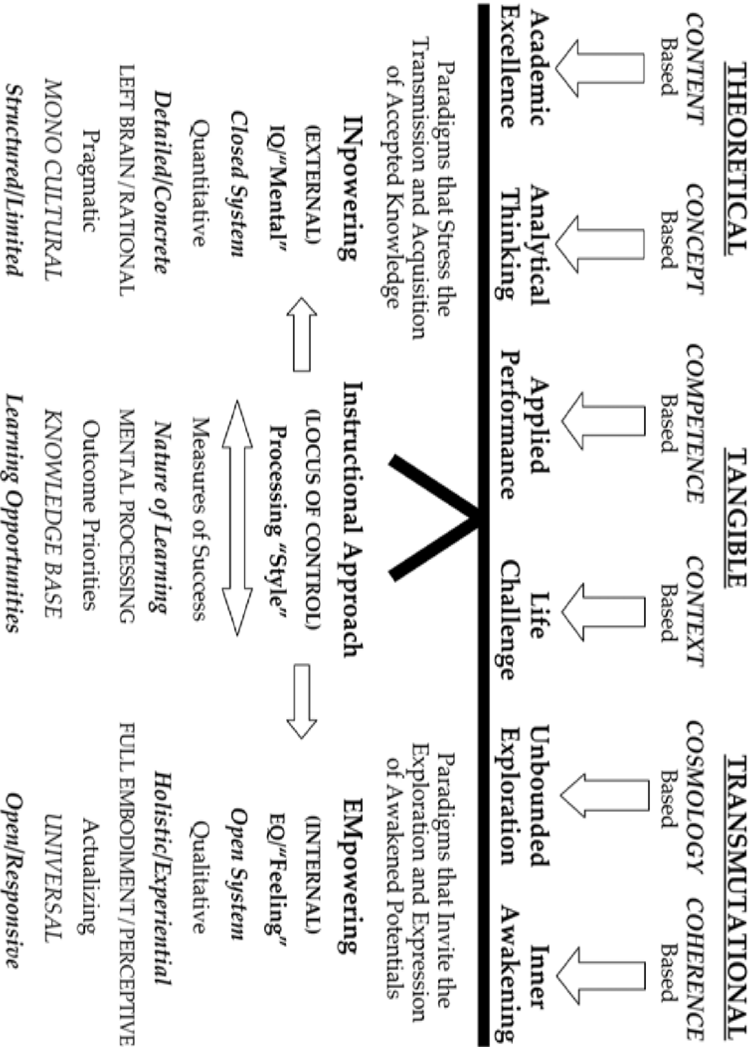 THEORETICAL TANGIBLE TRANSMUTATIONAL
CONTENT CONCEPT COMPETENCE CONTEXT COSMOLOGY COHERENCE
Based Based Based Based Based Based
Academic Analytical Applied Life Unbounded Inner
Excellence Thinking Performance Challenge Exploration Awakening
Paradigms that Stress the
Transmission and Acquisition
of Accepted Knowledge
Paradigms that Invite the
Exploration and Expression
of Awakened Potentials
INpowering Instructional Approach EMpowering
(EXTERNAL) (LOCUS OF CONTROL) (INTERNAL)
IQ/“Mental” Processing “Style” EQ/“Feeling”
Closed System Open System
Quantitative Measures of Success Qualitative
Detailed/Concrete Nature of Learning Holistic/Experiential
LEFT BRAIN/RATIONAL MENTAL PROCESSING FULL EMBODIMENT/PERCEPTIVE
Pragmatic Outcome Priorities Actualizing
MONO CULTURAL KNOWLEDGE BASE UNIVERSAL
Structured/Limited Learning Opportunities Open/Responsive